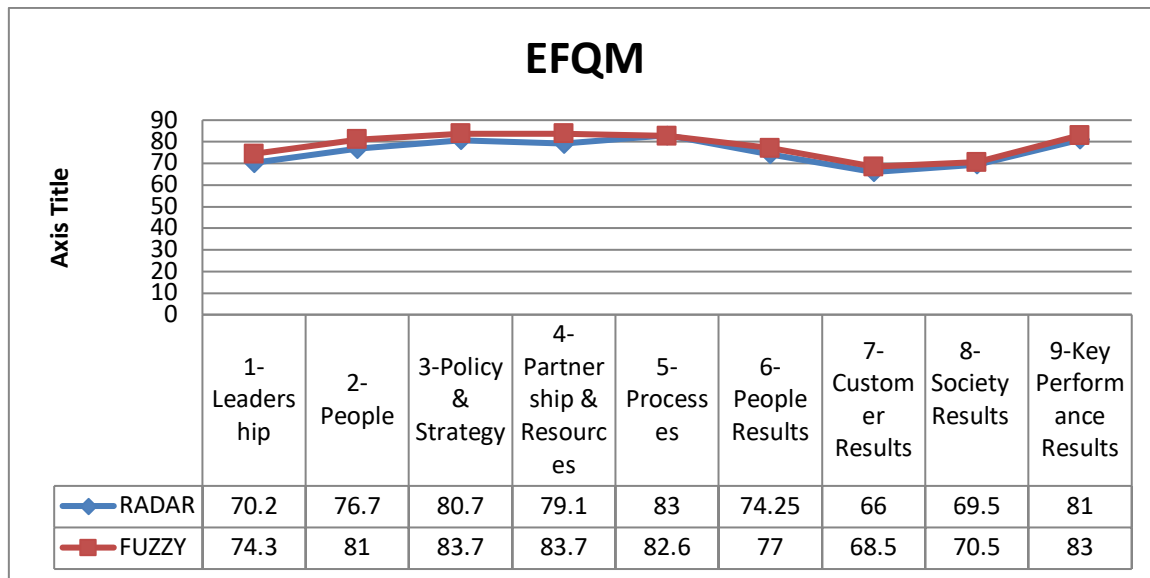 EFQM
Axis Title
90
80
70
60
50
40
30
20
10
0
1-
Leaders
hip
2-
People
3-Policy
&
Strategy
4-
Partner
ship &
Resourc
es
5-
Process
es
6-
People
Results
7-
Custom
er
Results
8-
Society
Results
9-Key
Perform
ance
Results
RADAR 70.2 76.7 80.7 79.1 83 74.25 66 69.5 81
FUZZY 74.3 81 83.7 83.7 82.6 77 68.5 70.5 83